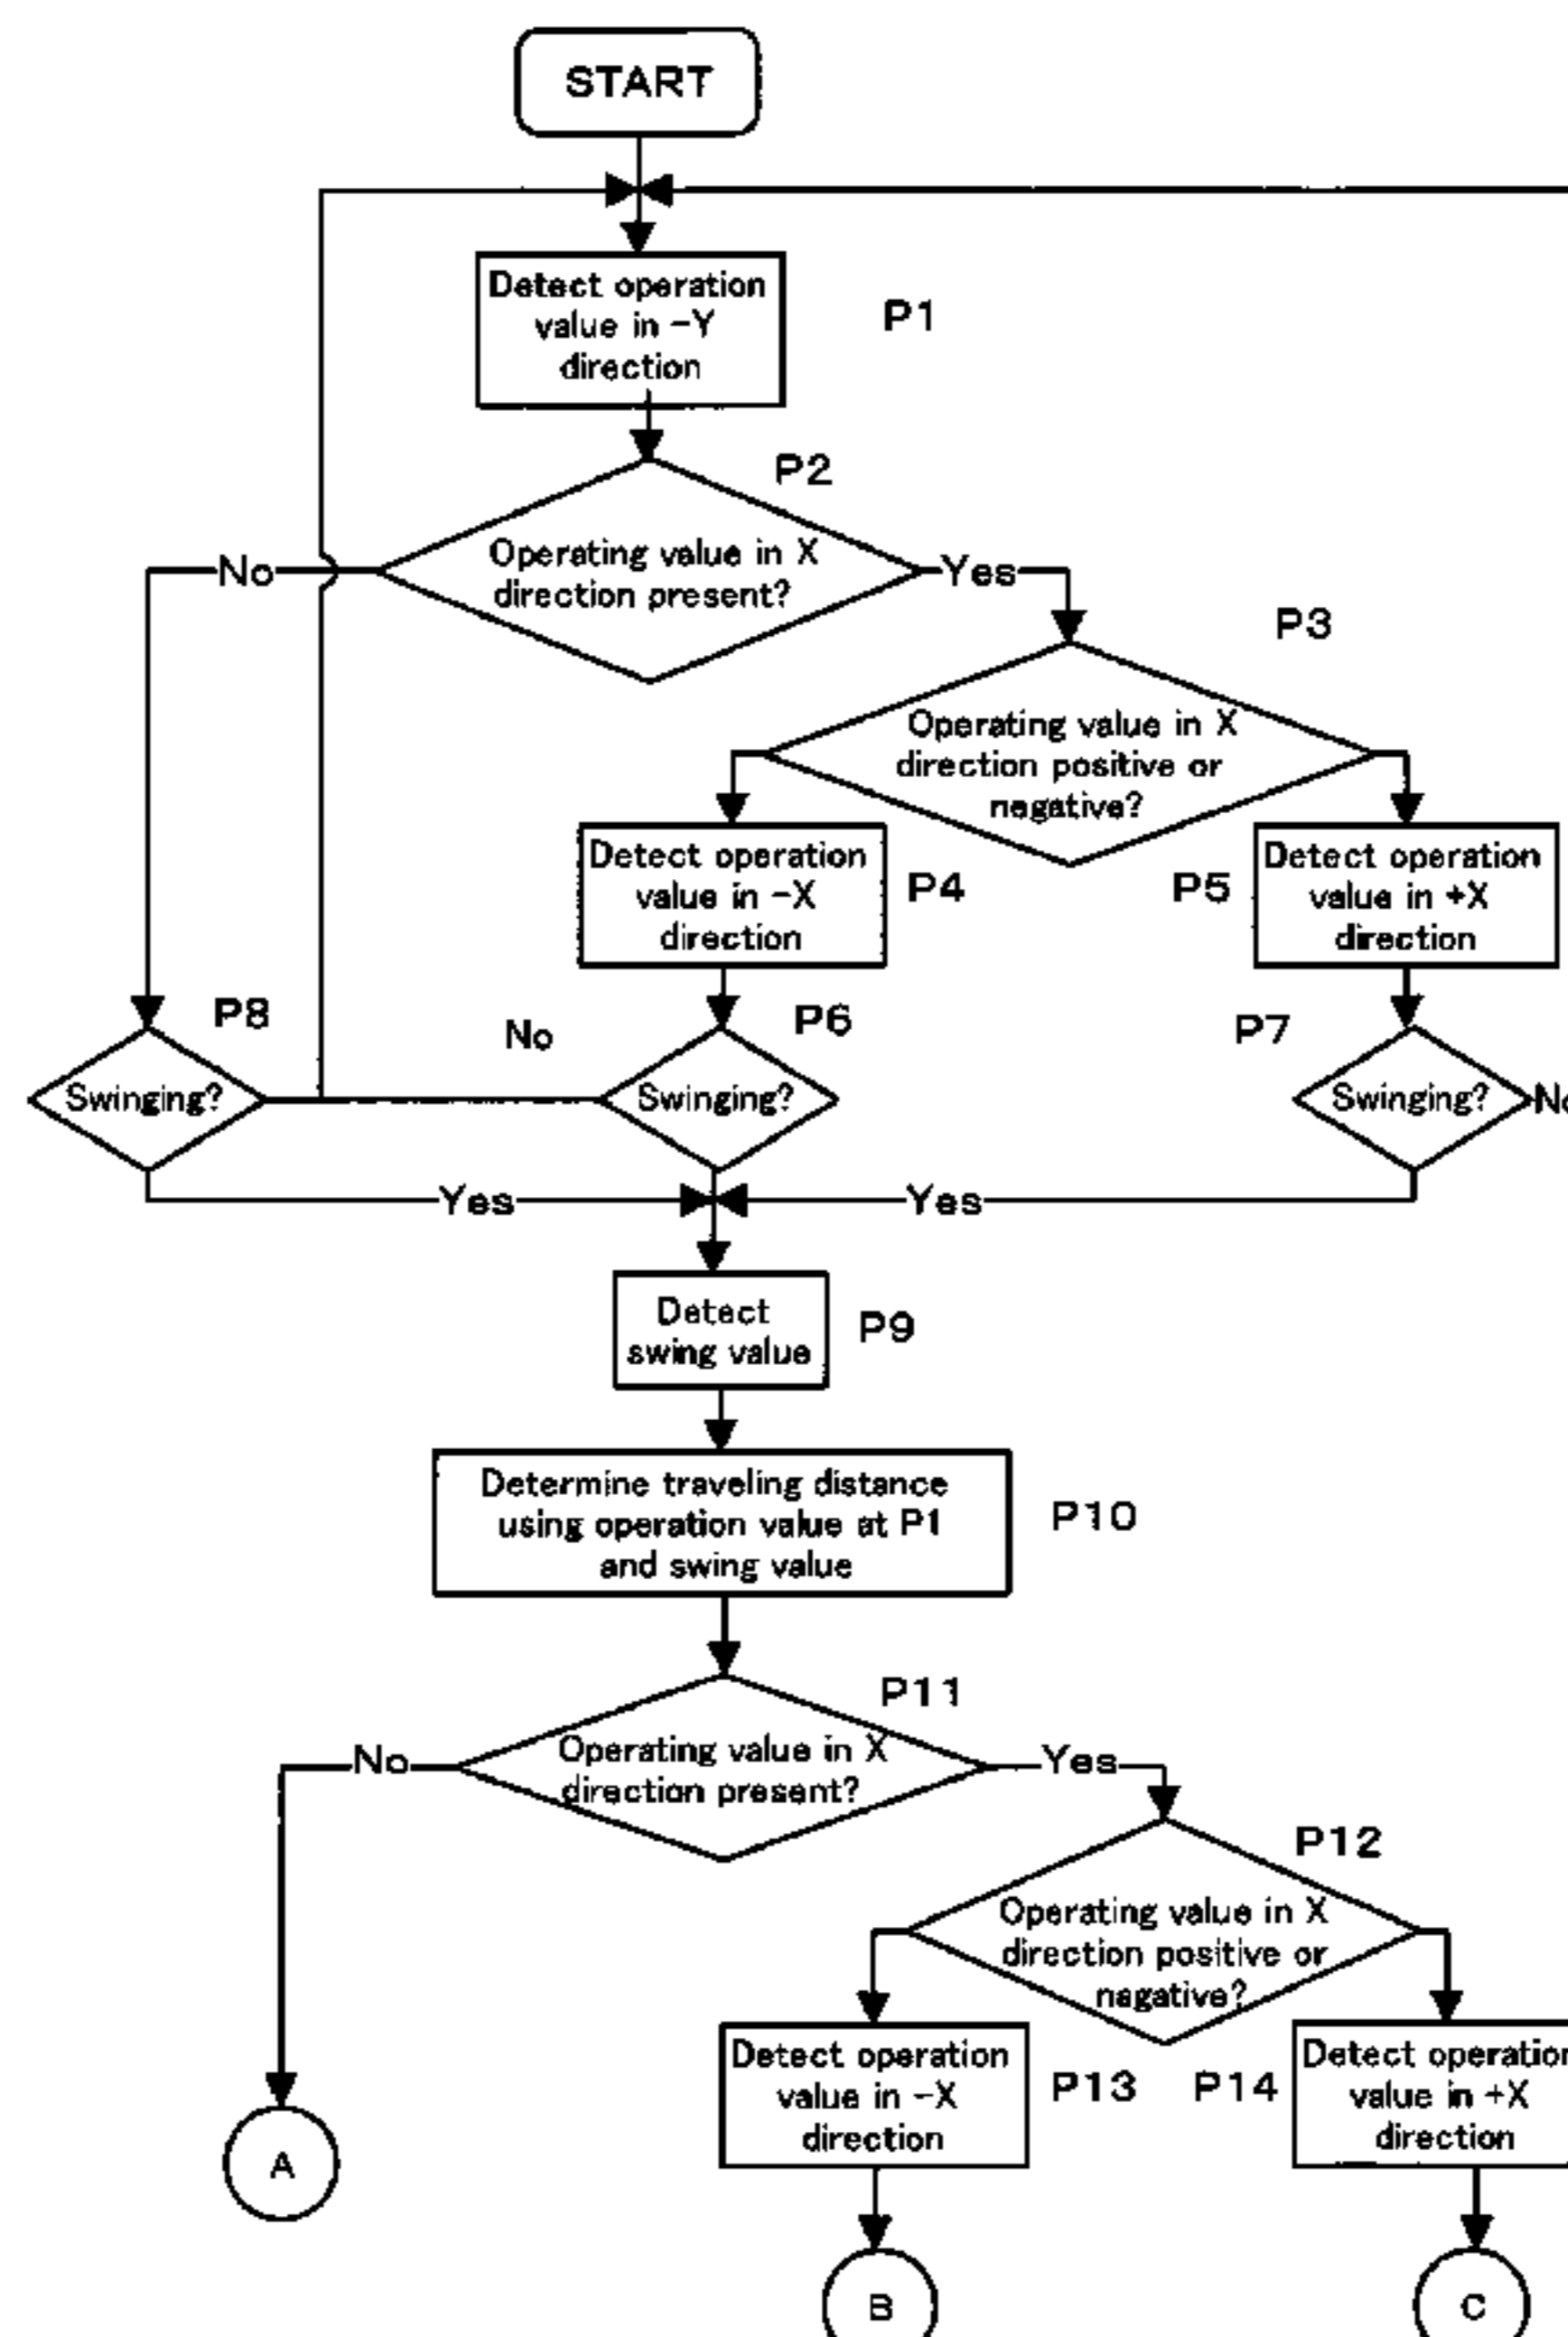 START
Detect operation
value in -Y
direction
P1
P2
Operating value in X
direction present?
No
Yes
P3
Operating value in X
direction positive or
negative?
Detect operation
value in -X
direction
P4
P5
Detect operation
value in +X
direction
P8
No
P6
P7
Swinging?
Swinging?
Swinging?
Yes
Yes
Detect
swing value
P9
Determine traveling distance
using operation value at P1
and swing value
P10
P11
No
Operating value in X
direction present?
Yes
P12
Operating value in X
direction positive or
nagative?
Detect operation
value in -X
direction
P13
P14
Detect
value in +X
direction
A
B
C